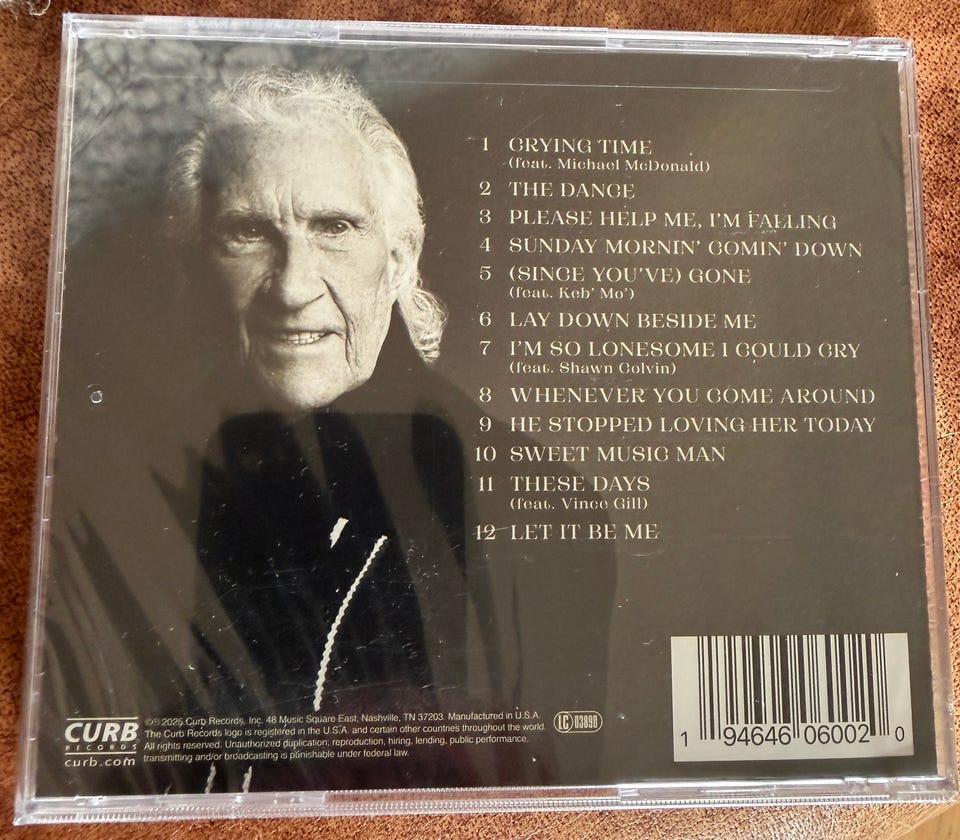 1 CRYING TIME
(feat. Michael McDonald)
2 THE DANCE
3 PLEASE HELP ME, I'M FALLING
4 SUNDAY MORNIN' COMIN' DOWN
5 (SINCE YOU'VE) GONE
(feat. Keb' Mo')
6 LAY DOWN BESIDE ME
7 I'M SO LONESOME I COULD CRY
(feat. Shawn Colvin)
8 WHENEVER YOU COME AROUND
9 HE STOPPED LOVING HER TODAY
10 SWEET MUSIC MAN
11 THESE DAYS
(feat. Vince Gill)
12 LET IT BE ME
CURB
RECORDS
curb.com
©℗ 2025 Curb Records, Inc. 48 Music Square East, Nashville, TN 37203. Manufactured in U.S.A.
The Curb Records logo is registered in the U.S.A. and certain other countries throughout the world.
All rights reserved. Unauthorized duplication, reproduction, hiring, lending, public performance,
transmitting and/or broadcasting is punishable under federal law.
LC 03890
1 94646 06002 0